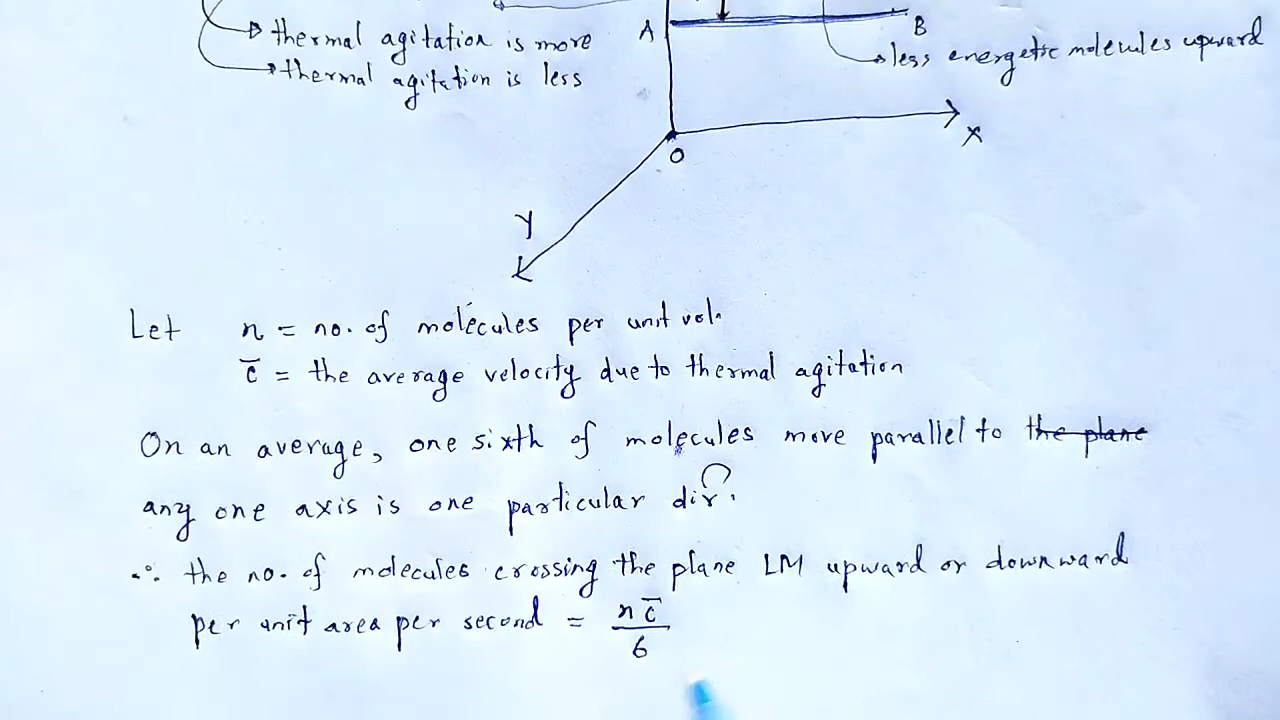 thermal agitation is more
thermal agitation is less
A
B
less energetic molecules upward
X
O
Y
Let n = no. of molecules per unit vol.
c̄ = the average velocity due to thermal agitation
On an average, one sixth of molecules move parallel to the plane
any one axis is one particular dirⁿ.
∴ the no. of molecules crossing the plane LM upward or downward
per unit area per second = n c̄ / 6